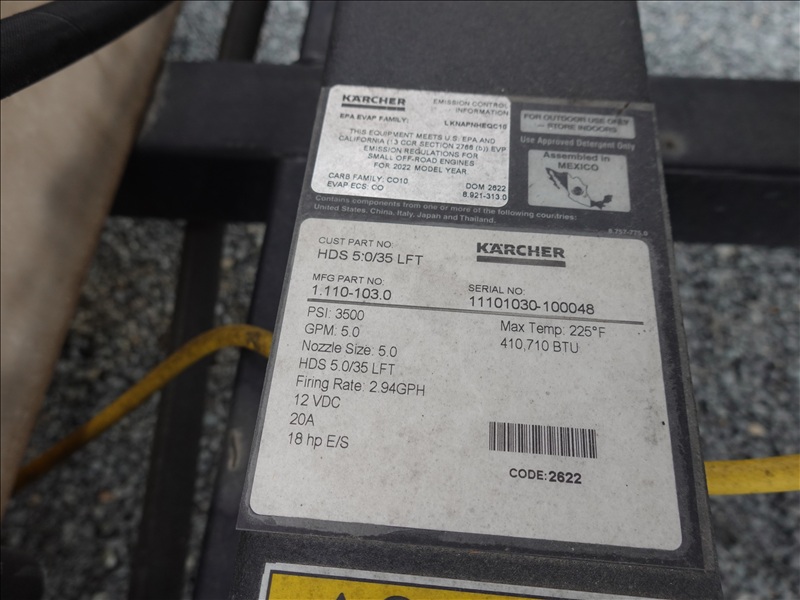 KÄRCHER
EMISSION CONTROL
INFORMATION
EPA EVAP FAMILY:
LKNAPNHEQC10
THIS EQUIPMENT MEETS U.S. EPA AND
CALIFORNIA (13 CCR SECTION 2766 (b)) EVP
EMISSION REGULATIONS FOR
SMALL OFF-ROAD ENGINES
FOR 2022 MODEL YEAR
CARB FAMILY: CO10
DOM 2622
EVAP ECS: CO
8.921-313.0
FOR OUTDOOR USE ONLY
STORE INDOORS.
Use Approved Detergent Only
Assembled in
MEXICO
Contains components from one or more of the following countries:
United States, China, Italy, Japan and Thailand.
8.757-775.0
CUST PART NO:
HDS 5:0/35 LFT
KÄRCHER
MFG PART NO:
1.110-103.0
SERIAL NO:
11101030-100048
PSI: 3500
Max Temp: 225°F
GPM: 5.0
410,710 BTU
Nozzle Size: 5.0
HDS 5.0/35 LFT
Firing Rate: 2.94GPH
12 VDC
20A
18 hp E/S
CODE:2622